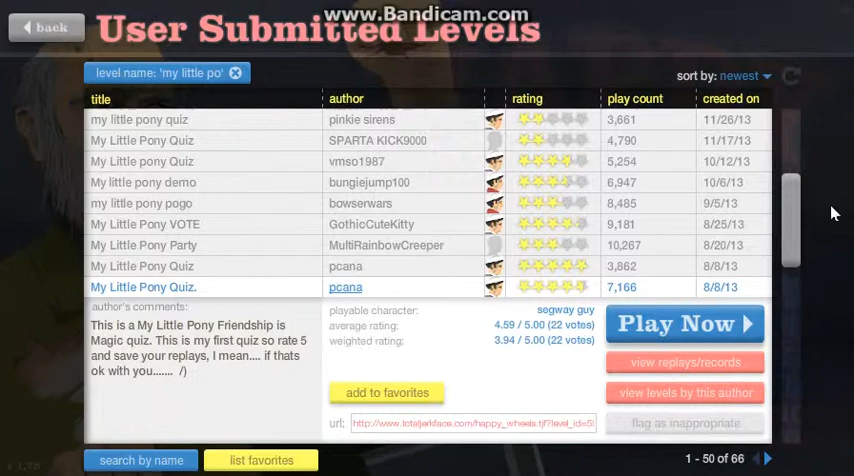 www.Bandicam.com
back
User Submitted Levels
level name: 'my little po'
sort by: newest
title author rating play count created on
my little pony quiz pinkie sirens 3,661 11/26/13
My Little Pony Quiz SPARTA KICK9000 4,790 11/17/13
My Little Pony Quiz vmso1987 5,254 10/12/13
My little pony demo bungiejump100 6,947 10/6/13
my little pony pogo bowserwars 8,485 9/5/13
My Little Pony VOTE GothicCuteKitty 9,181 8/25/13
My Little Pony Party MultiRainbowCreeper 10,267 8/20/13
My Little Pony Quiz pcana 3,862 8/8/13
My Little Pony Quiz. pcana 7,166 8/8/13
author's comments:
This is a My Little Pony Friendship is
Magic quiz. This is my first quiz so rate 5
and save your replays, I mean.... if thats
ok with you....... /)
playable character: segway guy
average rating: 4.59 / 5.00 (22 votes)
weighted rating: 3.94 / 5.00 (22 votes)
add to favorites
Play Now
view replays/records
view levels by this author
flag as inappropriate
url: http://www.totaljerkface.com/happy_wheels.tjf?level_id=5
search by name
list favorites
1 - 50 of 66